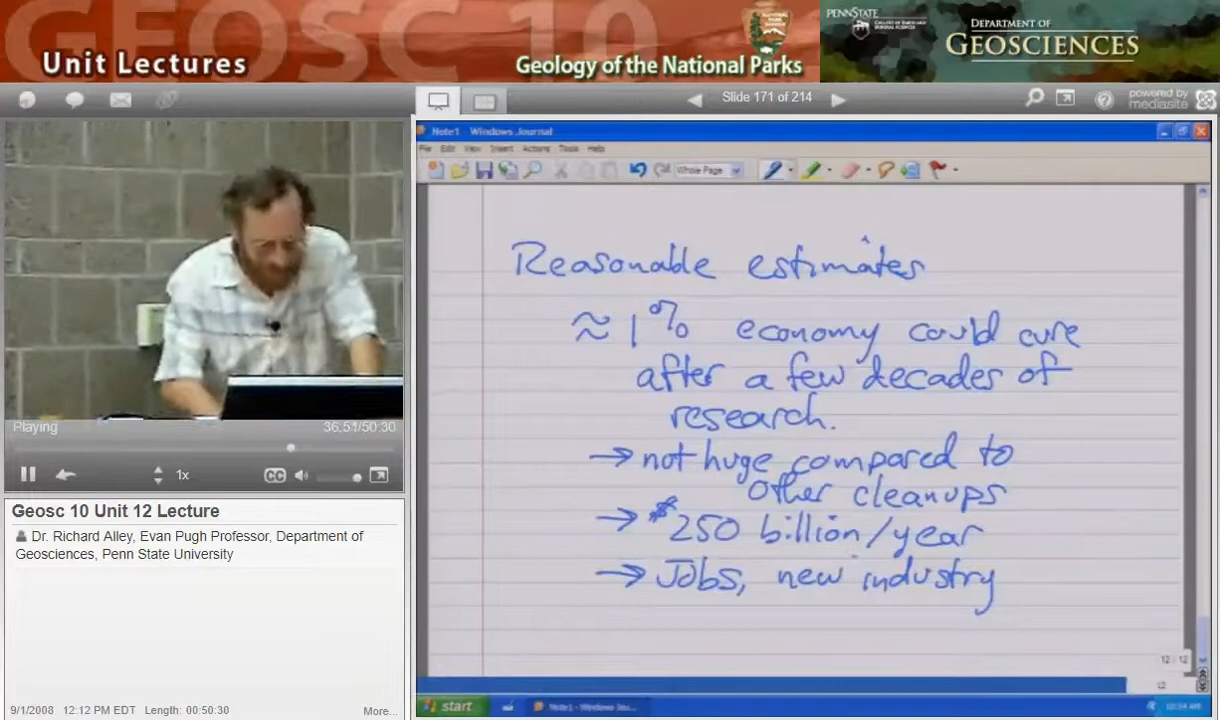 GEOSC 10
Unit Lectures
Geology of the National Parks
PENNSTATE
DEPARTMENT OF
GEOSCIENCES
Slide 171 of 214
powered by
mediasite
Note1 - Windows Journal
File Edit View Insert Actions Tools Help
Whole Page
Reasonable estimates
≈ 1% economy could cure
after a few decades of
research.
→ not huge compared to
other cleanups
→ $250 billion/year
→ Jobs, new industry
12 / 12
12
start
Note1 - Windows Jou...
Playing
36:51/50:30
1x
CC
Geosc 10 Unit 12 Lecture
Dr. Richard Alley, Evan Pugh Professor, Department of
Geosciences, Penn State University
9/1/2008 12:12 PM EDT Length: 00:50:30
More...